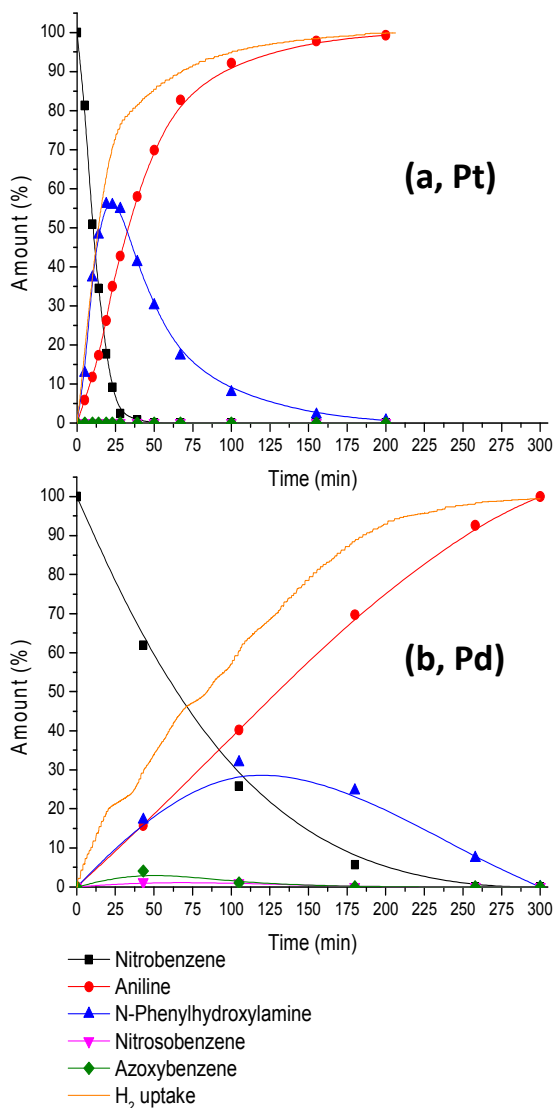 100
90
80
70
60
50
40
30
20
10
0
Amount (%)
(a, Pt)
0 25 50 75 100 125 150 175 200 225 250 275 300
Time (min)
100
90
80
70
60
50
40
30
20
10
0
Amount (%)
(b, Pd)
0 25 50 75 100 125 150 175 200 225 250 275 300
Time (min)
Nitrobenzene
Aniline
N-Phenylhydroxylamine
Nitrosobenzene
Azoxybenzene
H₂ uptake